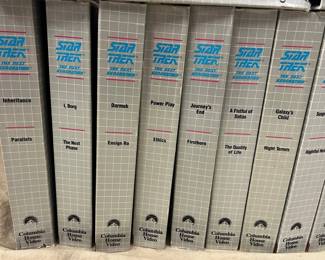 STAR
TREK
THE NEXT
GENERATION
Inheritance
Parallels
Columbia
House
Video
STAR
TREK
THE NEXT
GENERATION
I, Borg
The Next
Phase
Columbia
House
Video
STAR
TREK
THE NEXT
GENERATION
Darmok
Ensign Ro
Columbia
House
Video
STAR
TREK
THE NEXT
GENERATION
Power Play
Ethics
Columbia
House
Video
STAR
TREK
THE NEXT
GENERATION
Journey's
End
Firstborn
Columbia
House
Video
STAR
TREK
THE NEXT
GENERATION
A Fistful of
Datas
The Quality
of Life
Columbia
House
Video
STAR
TREK
THE NEXT
GENERATION
Galaxy's
Child
Night Terrors
Columbia
House
Video